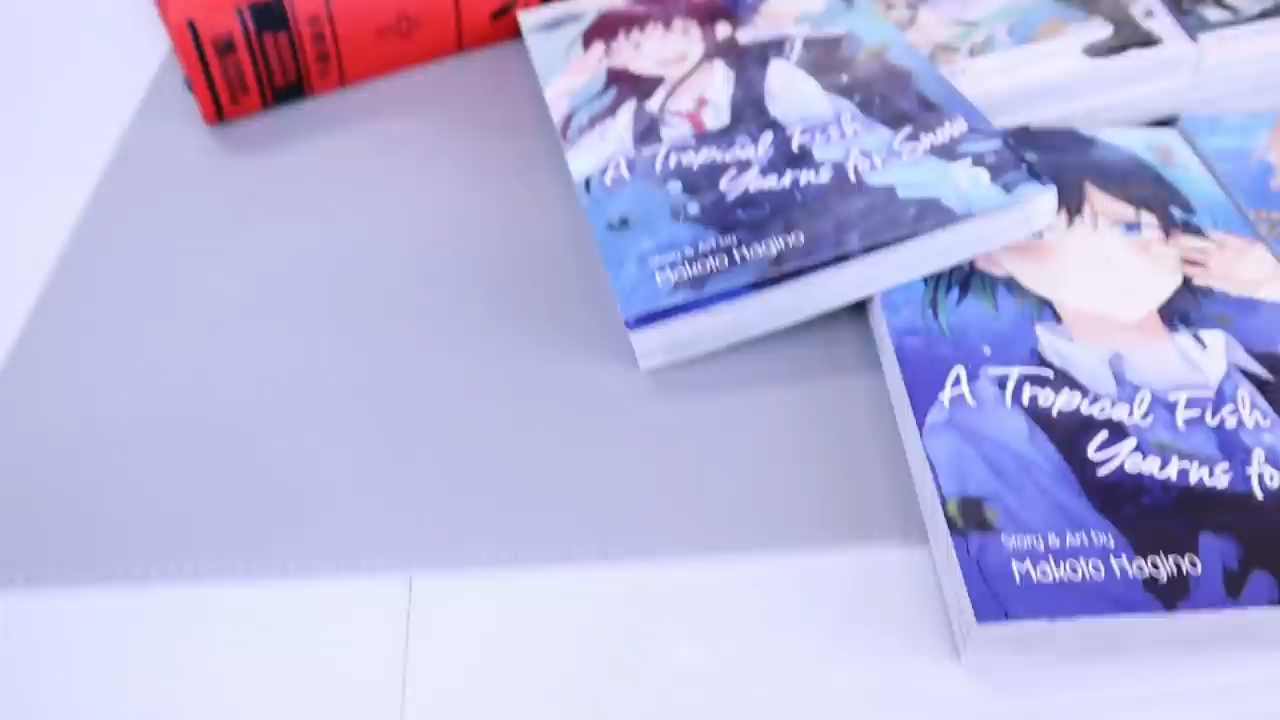 A Tropical Fish
Yearns for Snow
Story & Art by
Makoto Hagino
A Tropical Fish
Yearns fo
Story & Art by
Makoto Hagino